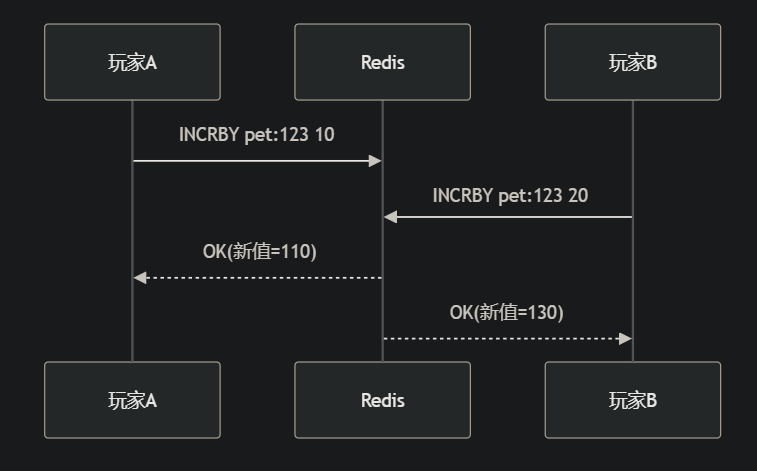 玩家A
Redis
玩家B
INCRBY pet:123 10
INCRBY pet:123 20
OK(新值=110)
OK(新值=130)
玩家A
Redis
玩家B